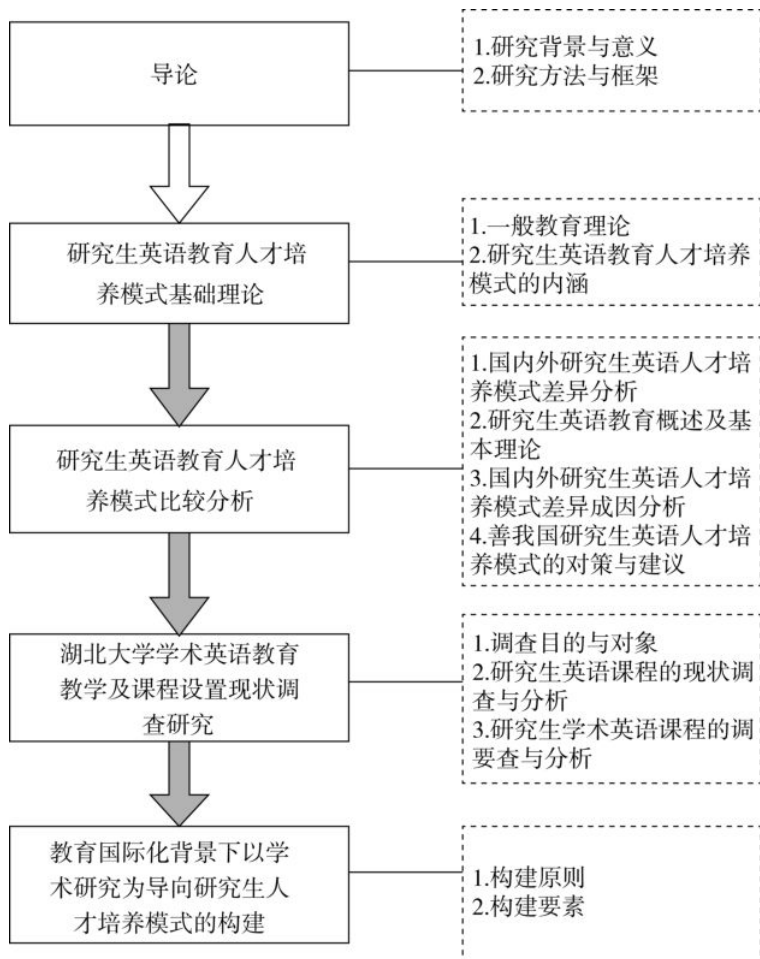 导论
1.研究背景与意义
2.研究方法与框架
研究生英语教育人才培
养模式基础理论
1.一般教育理论
2.研究生英语教育人才培养
模式的内涵
研究生英语教育人才培
养模式比较分析
1.国内外研究生英语人才培
养模式差异分析
2.研究生英语教育概述及基
本理论
3.国内外研究生英语人才培
养模式差异成因分析
4.善我国研究生英语人才培
养模式的对策与建议
湖北大学学术英语教育
教学及课程设置现状调
查研究
1.调查目的与对象
2.研究生英语课程的现状调
查与分析
3.研究生学术英语课程的调
要查与分析
教育国际化背景下以学
术研究为导向研究生人
才培养模式的构建
1.构建原则
2.构建要素